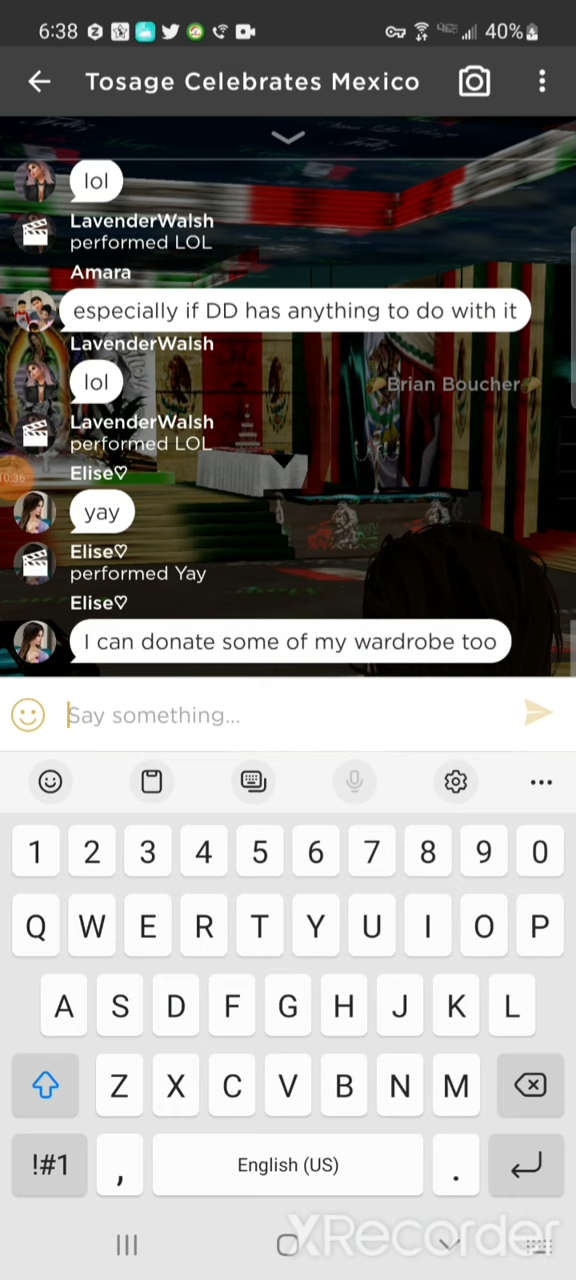 6:38
40%
Tosage Celebrates Mexico
lol
LavenderWalsh
performed LOL
Amara
especially if DD has anything to do with it
LavenderWalsh
lol
Brian Boucher
LavenderWalsh
performed LOL
10:36
Elise♡
yay
Elise♡
performed Yay
Elise♡
I can donate some of my wardrobe too
Say something...
1 2 3 4 5 6 7 8 9 0
Q W E R T Y U I O P
A S D F G H J K L
Z X C V B N M
!#1 , English (US) .
XRecorder